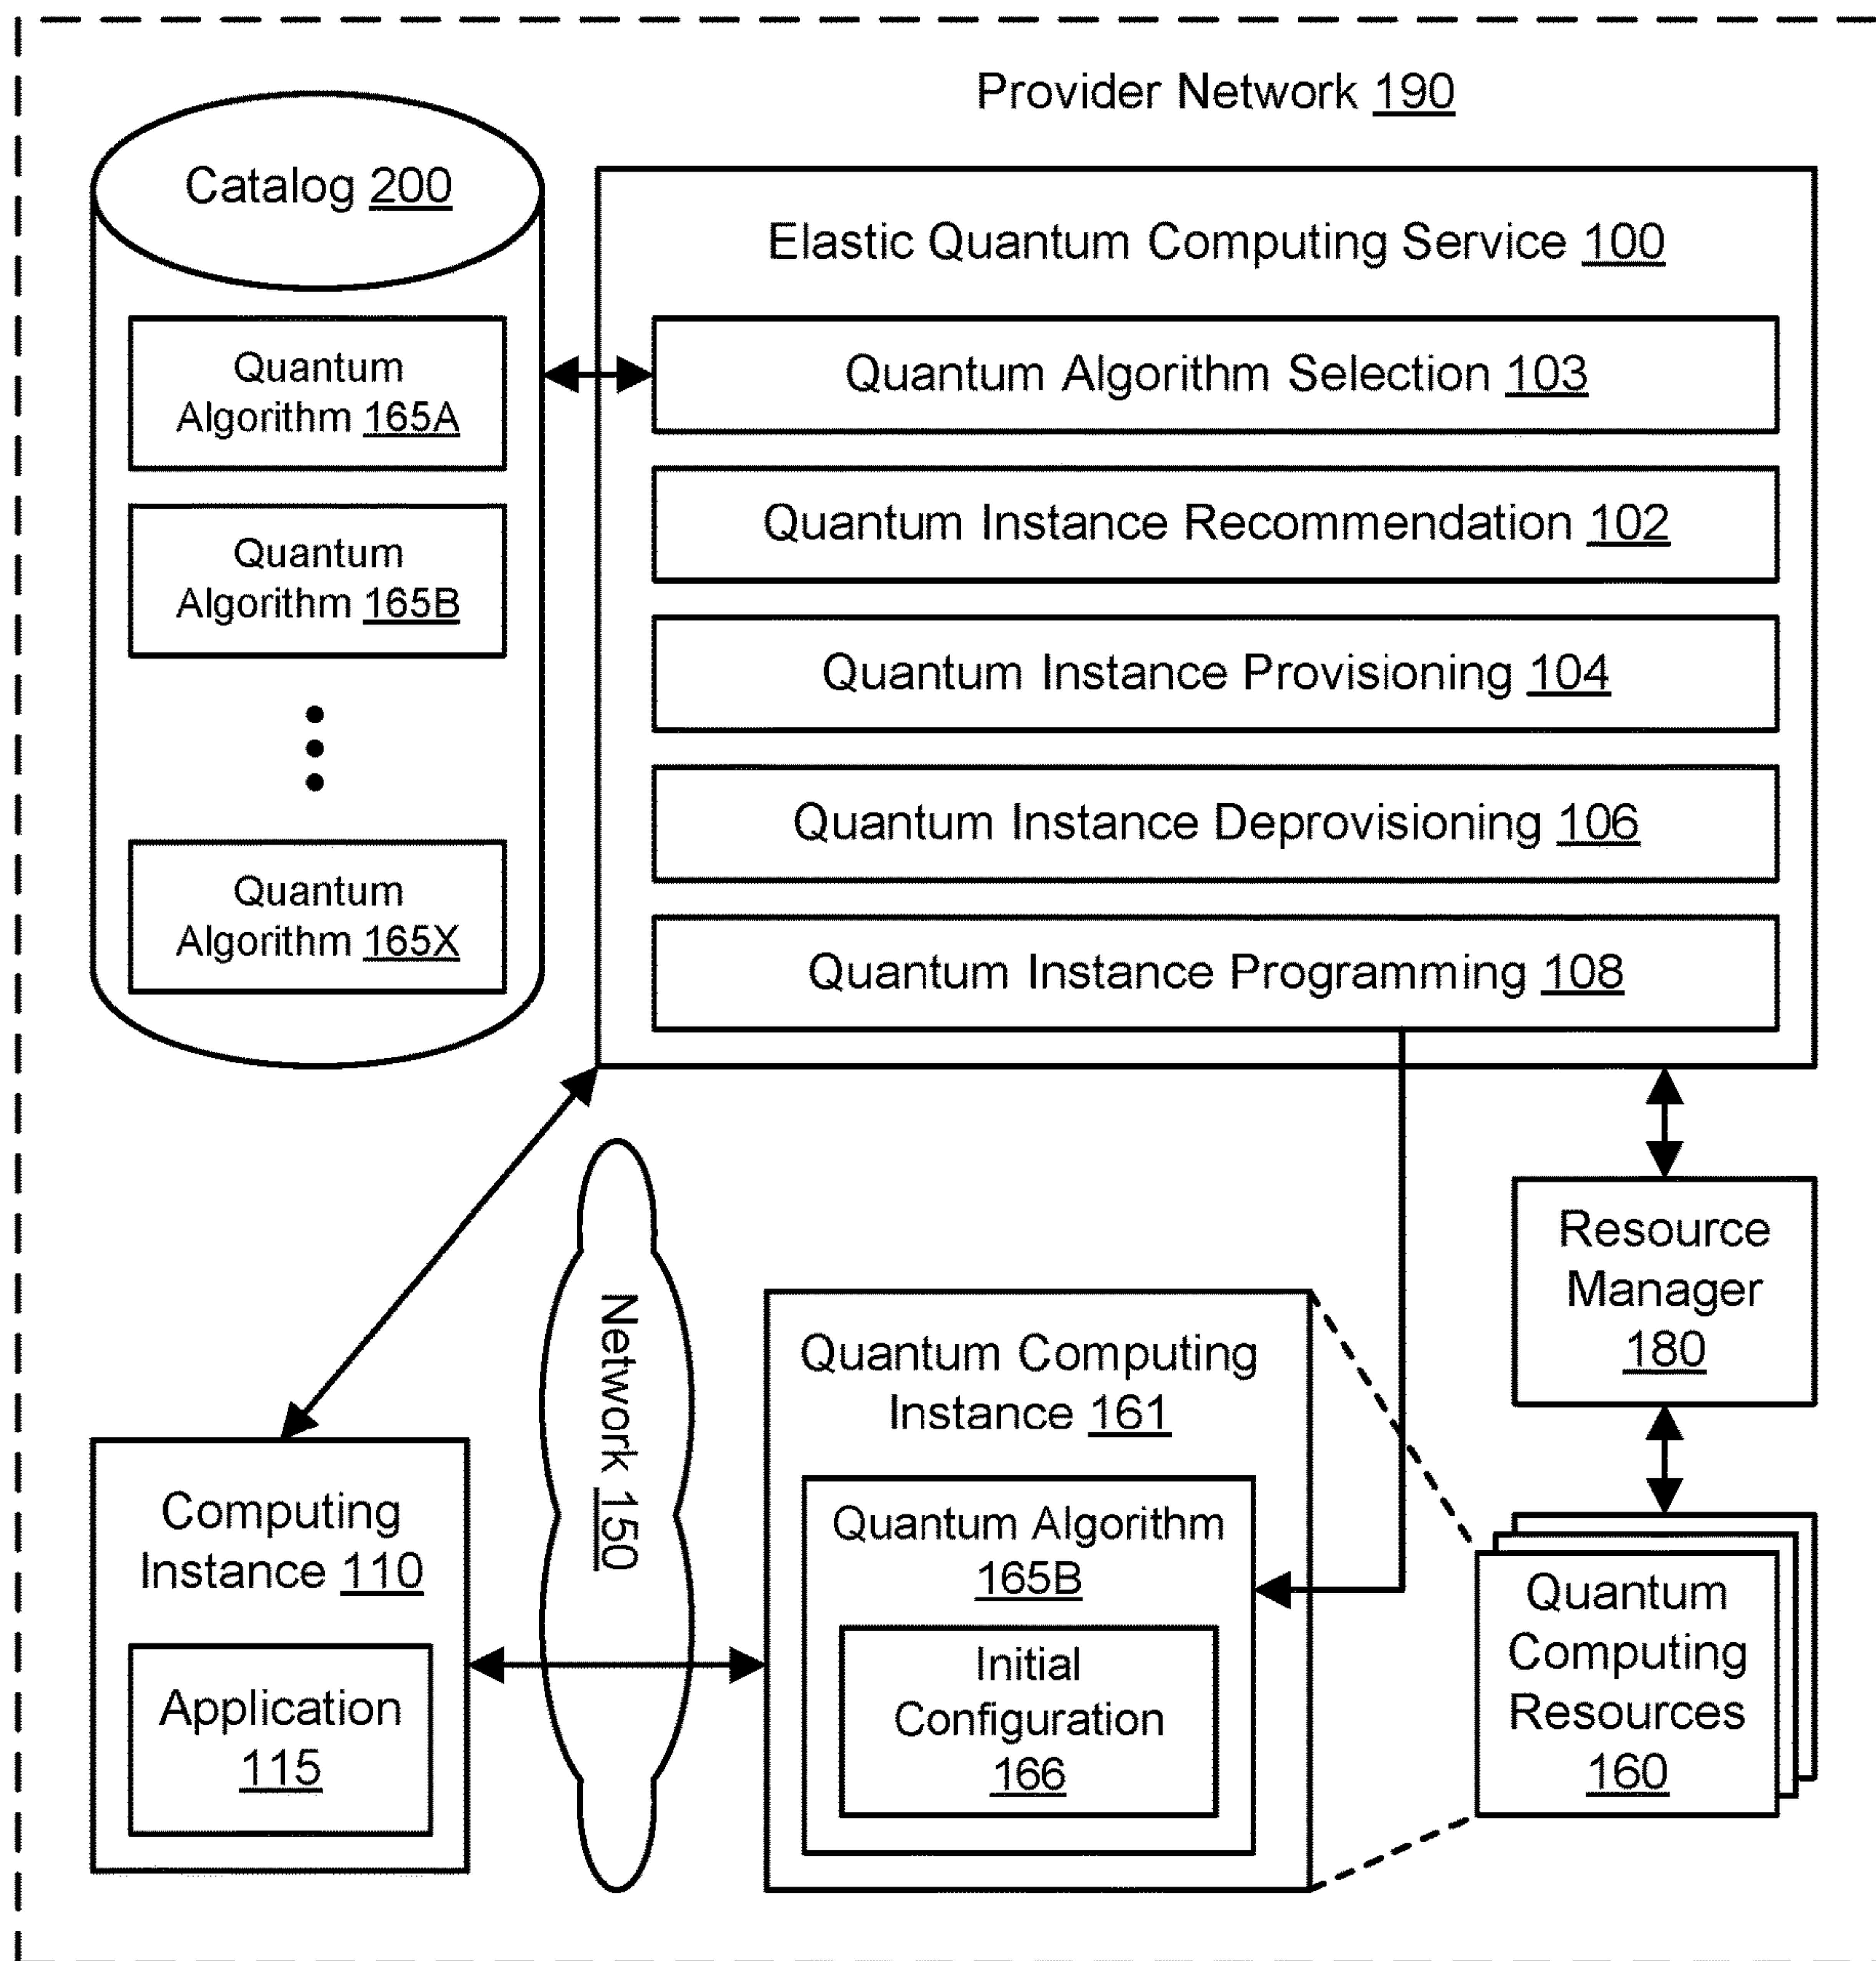 Provider Network 190
Catalog 200
Quantum
Algorithm 165A
Quantum
Algorithm 165B
Quantum
Algorithm 165X
Elastic Quantum Computing Service 100
Quantum Algorithm Selection 103
Quantum Instance Recommendation 102
Quantum Instance Provisioning 104
Quantum Instance Deprovisioning 106
Quantum Instance Programming 108
Resource
Manager
180
Computing
Instance 110
Application
115
Network 150
Quantum Computing
Instance 161
Quantum Algorithm
165B
Initial
Configuration
166
Quantum
Computing
Resources
160